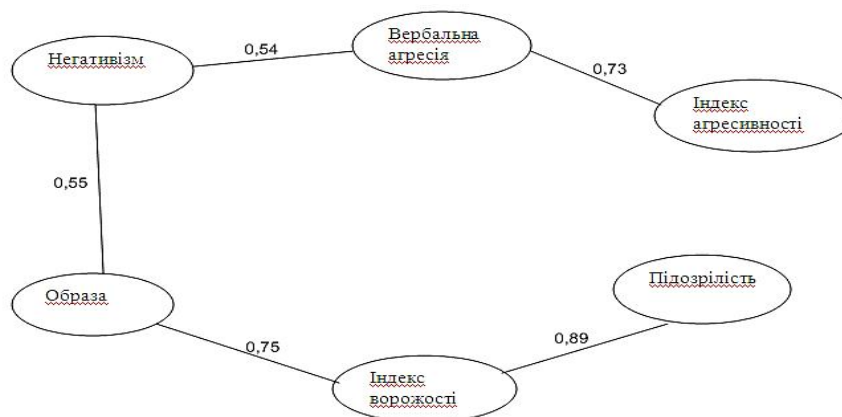 Негативізм
0,54
Вербальна
агресія
0,73
Індекс
агресивності
0,55
Образа
0,75
Індекс
ворожості
0,89
Підозрілість